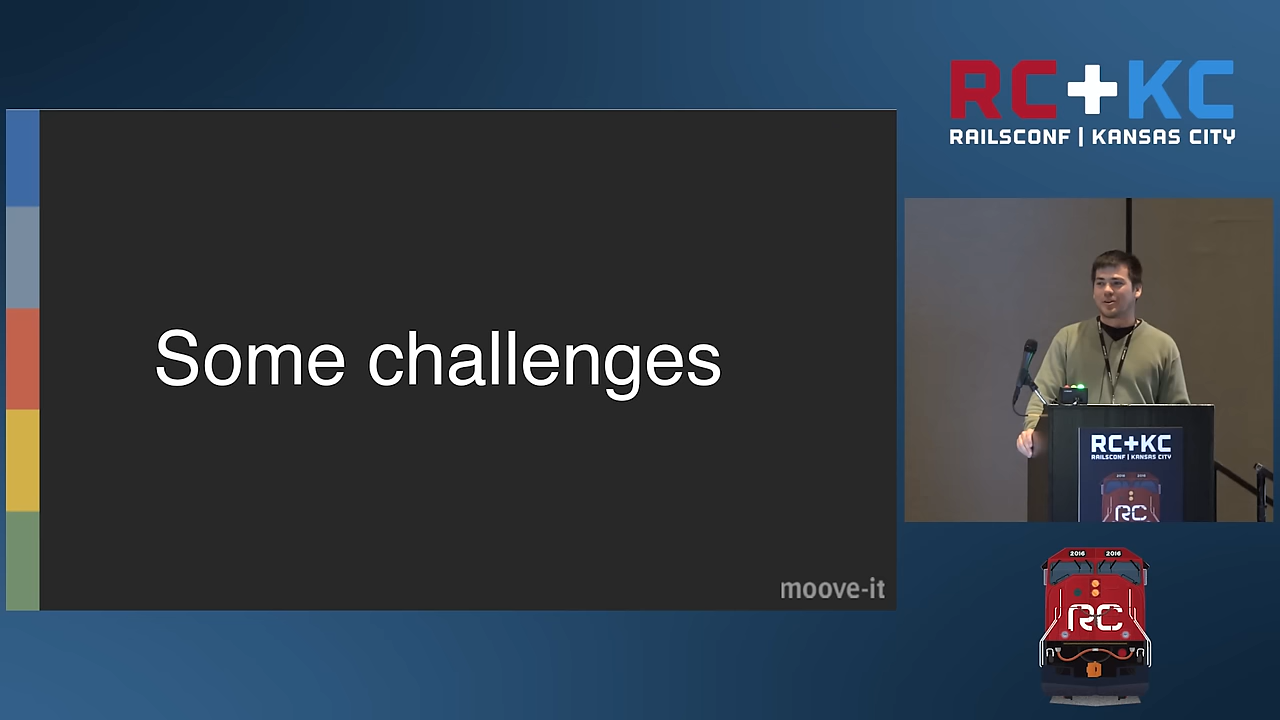 RC+KC
RAILSCONF | KANSAS CITY
Some challenges
moove-it
RC+KC
RAILSCONF | KANSAS CITY
RC
2016 2016
RC